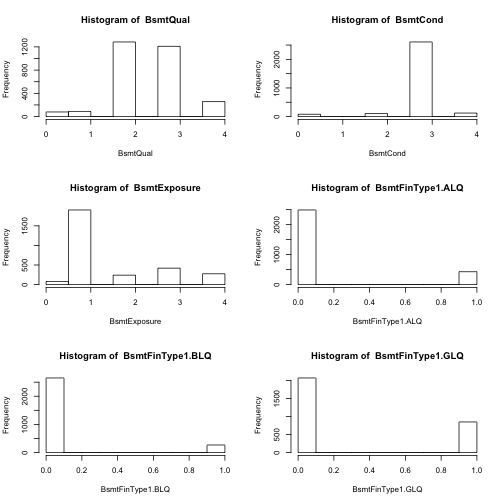 Histogram of BsmtQual
Frequency
0 400 800 1200
0 1 2 3 4
BsmtQual
Histogram of BsmtCond
Frequency
0 1000 2500
0 1 2 3 4
BsmtCond
Histogram of BsmtExposure
Frequency
0 500 1500
0 1 2 3 4
BsmtExposure
Histogram of BsmtFinType1.ALQ
Frequency
0 1000 2500
0.0 0.2 0.4 0.6 0.8 1.0
BsmtFinType1.ALQ
Histogram of BsmtFinType1.BLQ
Frequency
0 1000 2500
0.0 0.2 0.4 0.6 0.8 1.0
BsmtFinType1.BLQ
Histogram of BsmtFinType1.GLQ
Frequency
0 500 1500
0.0 0.2 0.4 0.6 0.8 1.0
BsmtFinType1.GLQ